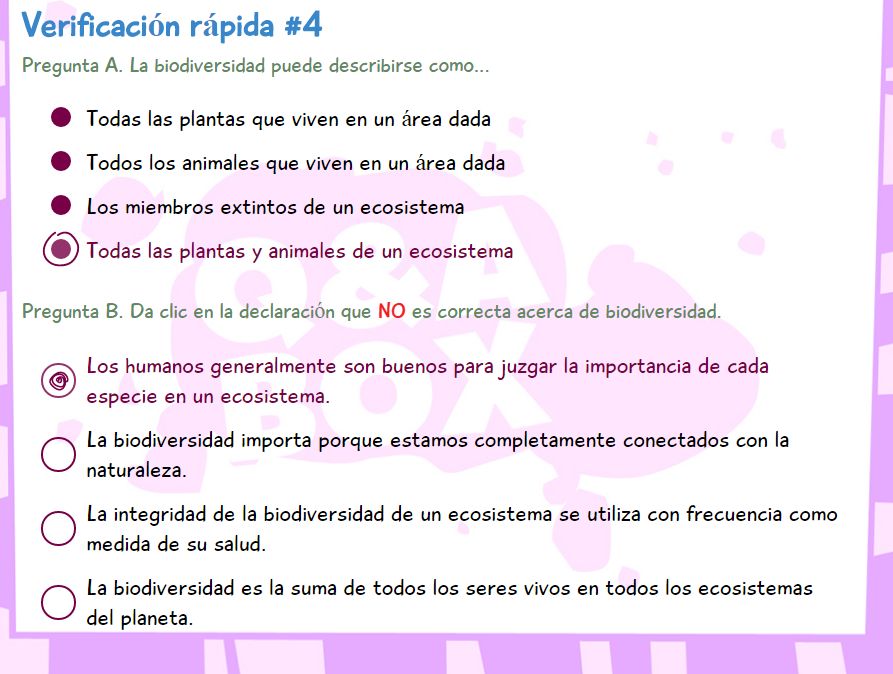 Verificación rápida #4
Pregunta A. La biodiversidad puede describirse como...
Todas las plantas que viven en un área dada
Todos los animales que viven en un área dada
Los miembros extintos de un ecosistema
Todas las plantas y animales de un ecosistema
Pregunta B. Da clic en la declaración que NO es correcta acerca de biodiversidad.
Los humanos generalmente son buenos para juzgar la importancia de cada
especie en un ecosistema.
La biodiversidad importa porque estamos completamente conectados con la
naturaleza.
La integridad de la biodiversidad de un ecosistema se utiliza con frecuencia como
medida de su salud.
La biodiversidad es la suma de todos los seres vivos en todos los ecosistemas
del planeta.
Q&A
BOX